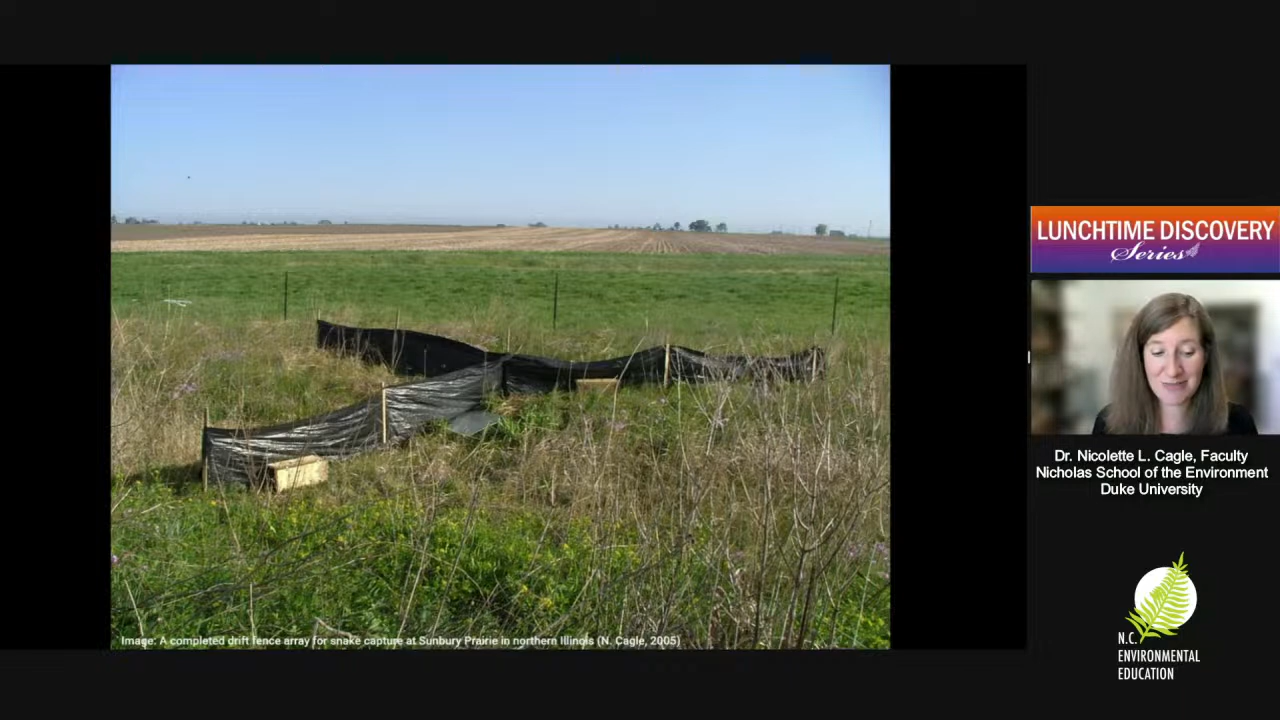 LUNCHTIME DISCOVERY
Series
Dr. Nicolette L. Cagle, Faculty
Nicholas School of the Environment
Duke University
Image: A completed drift fence array for snake capture at Sunbury Prairie in northern Illinois (N. Cagle, 2005)
N.C.
ENVIRONMENTAL
EDUCATION